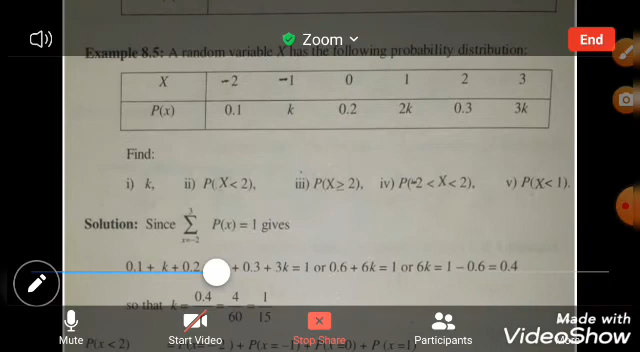 Zoom
End
Example 8.5: A random variable X has the following probability distribution:
X -2 -1 0 1 2 3
P(x) 0.1 k 0.2 2k 0.3 3k
Find:
i) k, ii) P(X< 2), iii) P(X≥ 2), iv) P(-2 < X < 2), v) P(X< 1).
Solution: Since ∑ P(x) = 1 gives
3
x=-2
0.1 + k + 0.2 + 0.3 + 3k = 1 or 0.6 + 6k = 1 or 6k = 1 – 0.6 = 0.4
so that k = 0.4 = 4/60 = 1/15
Mute Start Video Stop Share Participants
Made with
VideoShow
P(x<2) + P(x = -1) + P(x =0) + P (x =1)